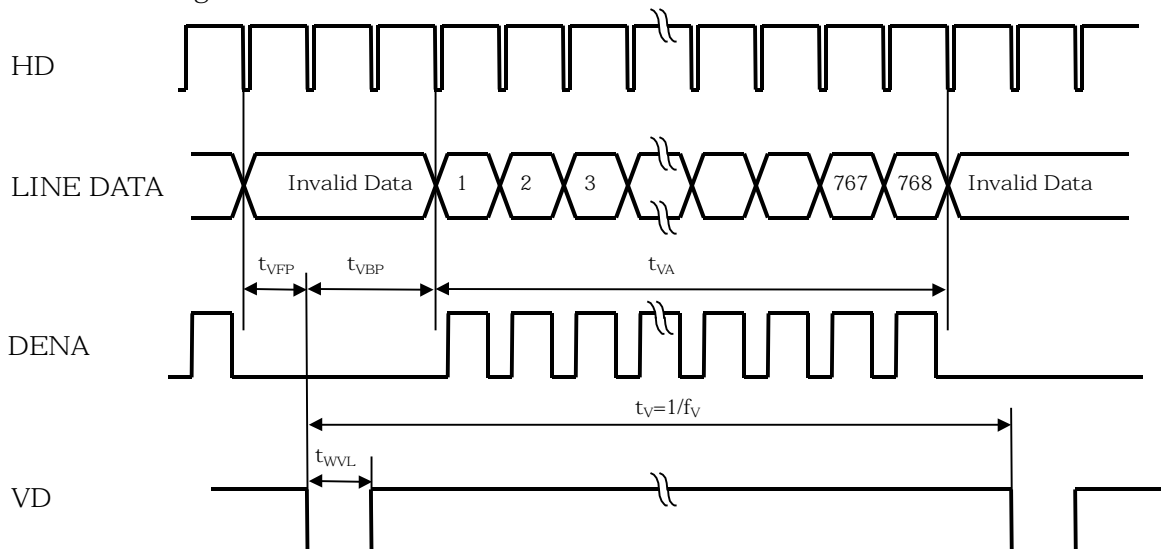 HD
LINE DATA Invalid Data 1 2 3 767 768 Invalid Data
tVFP tVBP tVA
DENA
tV=1/fV
tWVL
VD